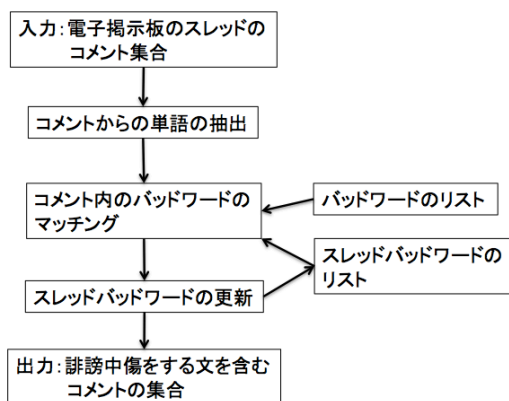 入力：電子掲示板のスレッドの
コメント集合
コメントからの単語の抽出
コメント内のバッドワードの
マッチング
バッドワードのリスト
スレッドバッドワードの
リスト
スレッドバッドワードの更新
出力：誹謗中傷をする文を含む
コメントの集合